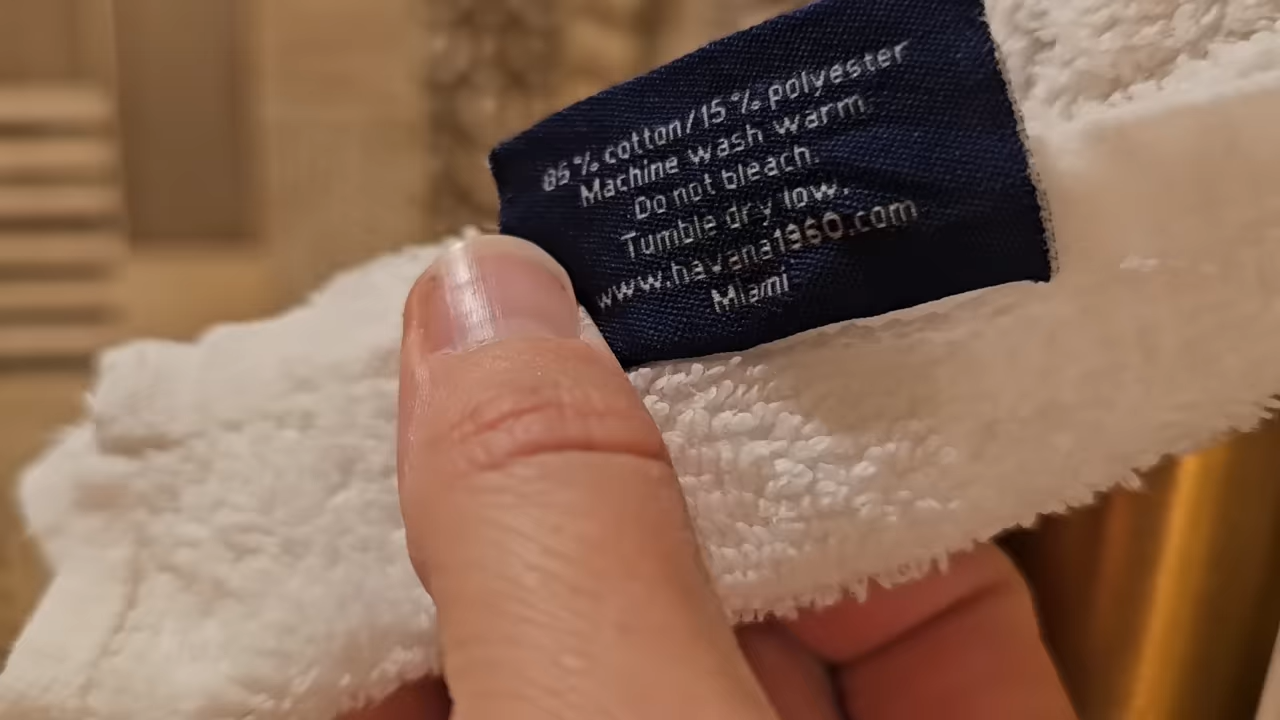 85% cotton/15% polyester
Machine wash warm.
Do not bleach.
Tumble dry low.
www.havana1960.com
Miami